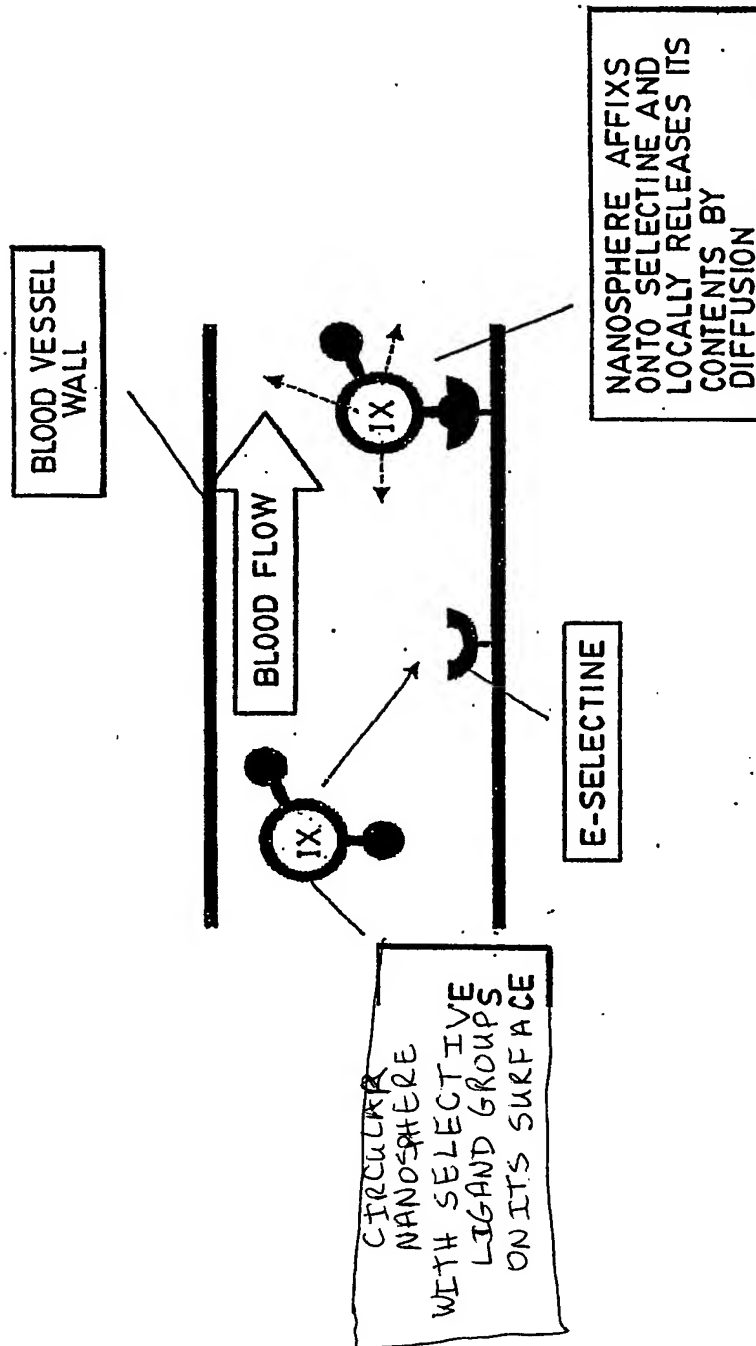 BLOOD VESSEL
WALL
BLOOD FLOW
IX
IX
E-SELECTINE
CIRCULAR
NANOSPHERE
WITH SELECTIVE
LIGAND GROUPS
ON ITS SURFACE
NANOSPHERE AFFIXS
ONTO SELECTINE AND
LOCALLY RELEASES ITS
CONTENTS BY
DIFFUSION